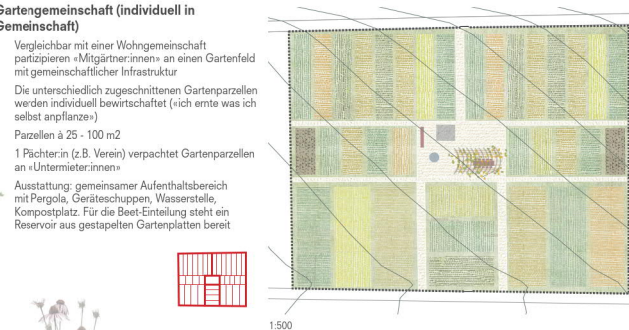 Gartengemeinschaft (individuell in
Gemeinschaft)
Vergleichbar mit einer Wohngemeinschaft
partizipieren «Mitgärtner:innen» an einen Gartenfeld
mit gemeinschaftlicher Infrastruktur
Die unterschiedlich zugeschnittenen Gartenparzellen
werden individuell bewirtschaftet («ich ernte was ich
selbst anpflanze»)
Parzellen à 25 - 100 m2
1 Pächter:in (z.B. Verein) verpachtet Gartenparzellen
an «Untermieter:innen»
Ausstattung: gemeinsamer Aufenthaltsbereich
mit Pergola, Geräteschuppen, Wasserstelle,
Kompostplatz. Für die Beet-Einteilung steht ein
Reservoir aus gestapelten Gartenplatten bereit
1:500